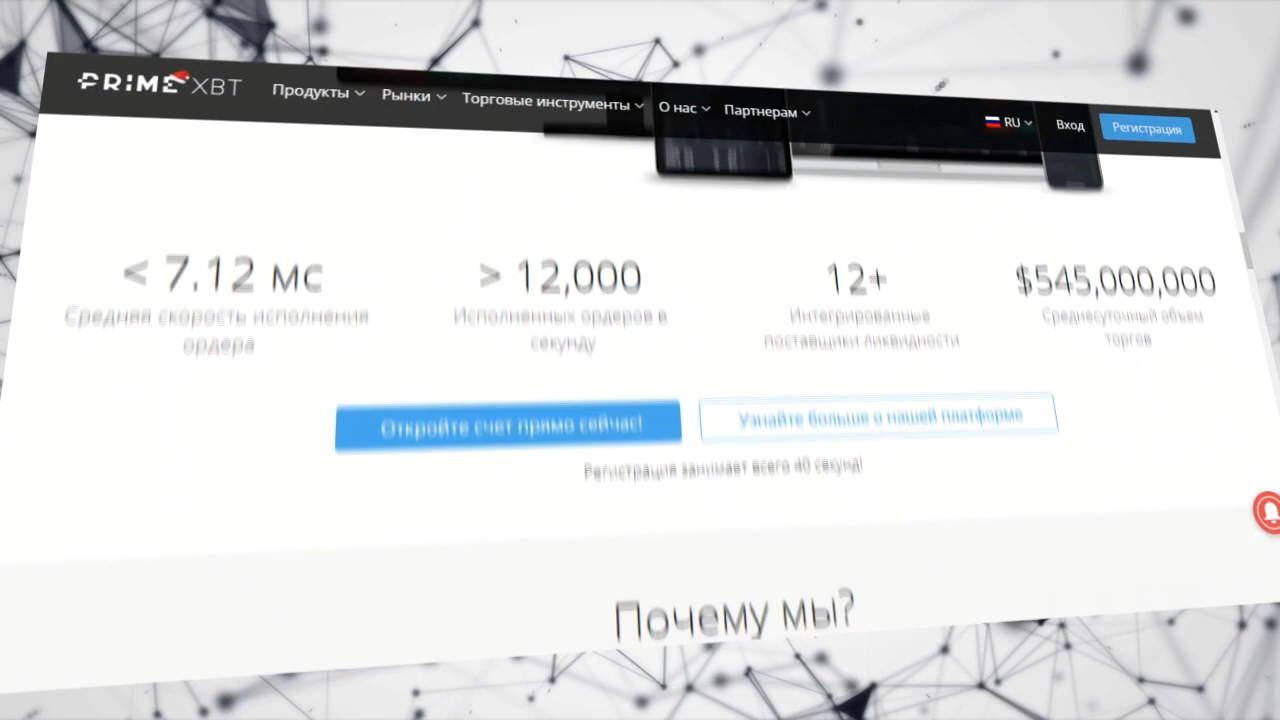 PRIME XBT
Продукты
Рынки
Торговые инструменты
О нас
Партнерам
RU
Вход
Регистрация
< 7.12 мс
Средняя скорость исполнения
ордера
> 12,000
Исполненных ордеров в
секунду
12+
Интегрированные
поставщики ликвидности
$545,000,000
Среднесуточный объем
торгов
Откройте счет прямо сейчас!
Узнайте больше о нашей платформе
Регистрация занимает всего 40 секунд!
Почему мы?